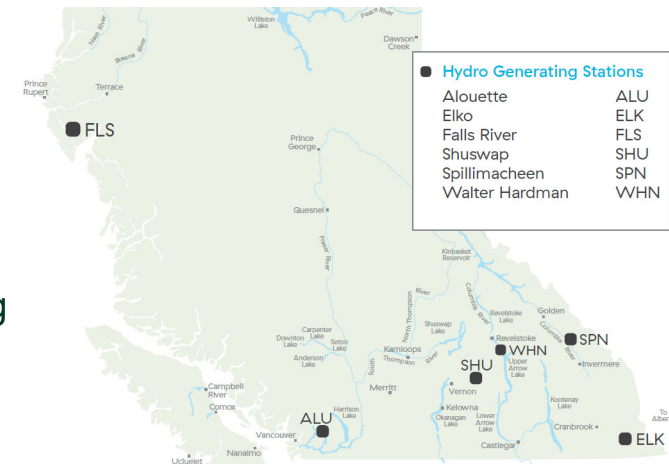 Williston
Lake
Peace River
Dawson
Creek
Nass River
Skeena River
Prince
Rupert
Terrace
FLS
Hydro Generating Stations
Alouette ALU
Elko ELK
Falls River FLS
Shuswap SHU
Spillimacheen SPN
Walter Hardman WHN
Prince
George
Quesnel
Fraser River
g
Kinbasket
Reservoir
Columbia River
North Thompson
River
Revelstoke
Lake
Golden
Columbia River
SPN
Invermere
Carpenter
Lake
Downton
Lake
Seton
Lake
Anderson
Lake
Shuswap
Lake
Kamloops
South
Thompson
River
Revelstoke
WHN
Upper
Arrow
Lake
SHU
Vernon
Merritt
Kelowna
Okanagan
Lake
Lower
Arrow
Lake
Kootenay
Lake
Cranbrook
Castlegar
ELK
To
Alber
Campbell
River
Comox
ALU
Harrison
Lake
Vancouver
Nanaimo
Ucluelet